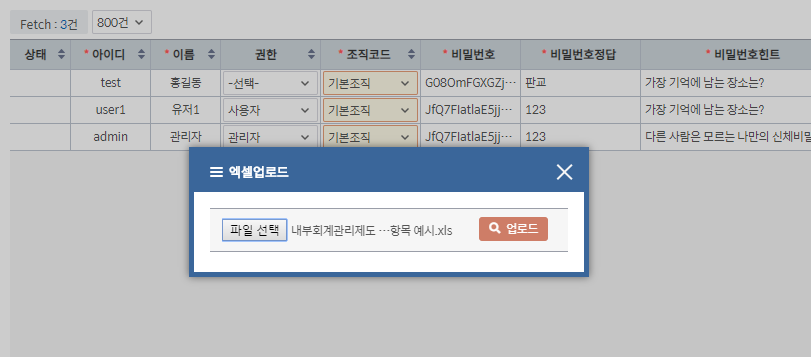 Fetch : 3건 800건
상태 * 아이디 * 이름 권한 * 조직코드 * 비밀번호 * 비밀번호정답 * 비밀번호힌트
test 홍길동 -선택- 기본조직 G08OmFGXGZj… 판교 가장 기억에 남는 장소는?
user1 유저1 사용자 기본조직 JfQ7FIatlaE5jj… 123 가장 기억에 남는 장소는?
admin 관리자 관리자 기본조직 JfQ7FIatlaE5jj… 123 다른 사람은 모르는 나만의 신체비밀
엑셀업로드
파일 선택 내부회계관리제도 …항목 예시.xls 업로드